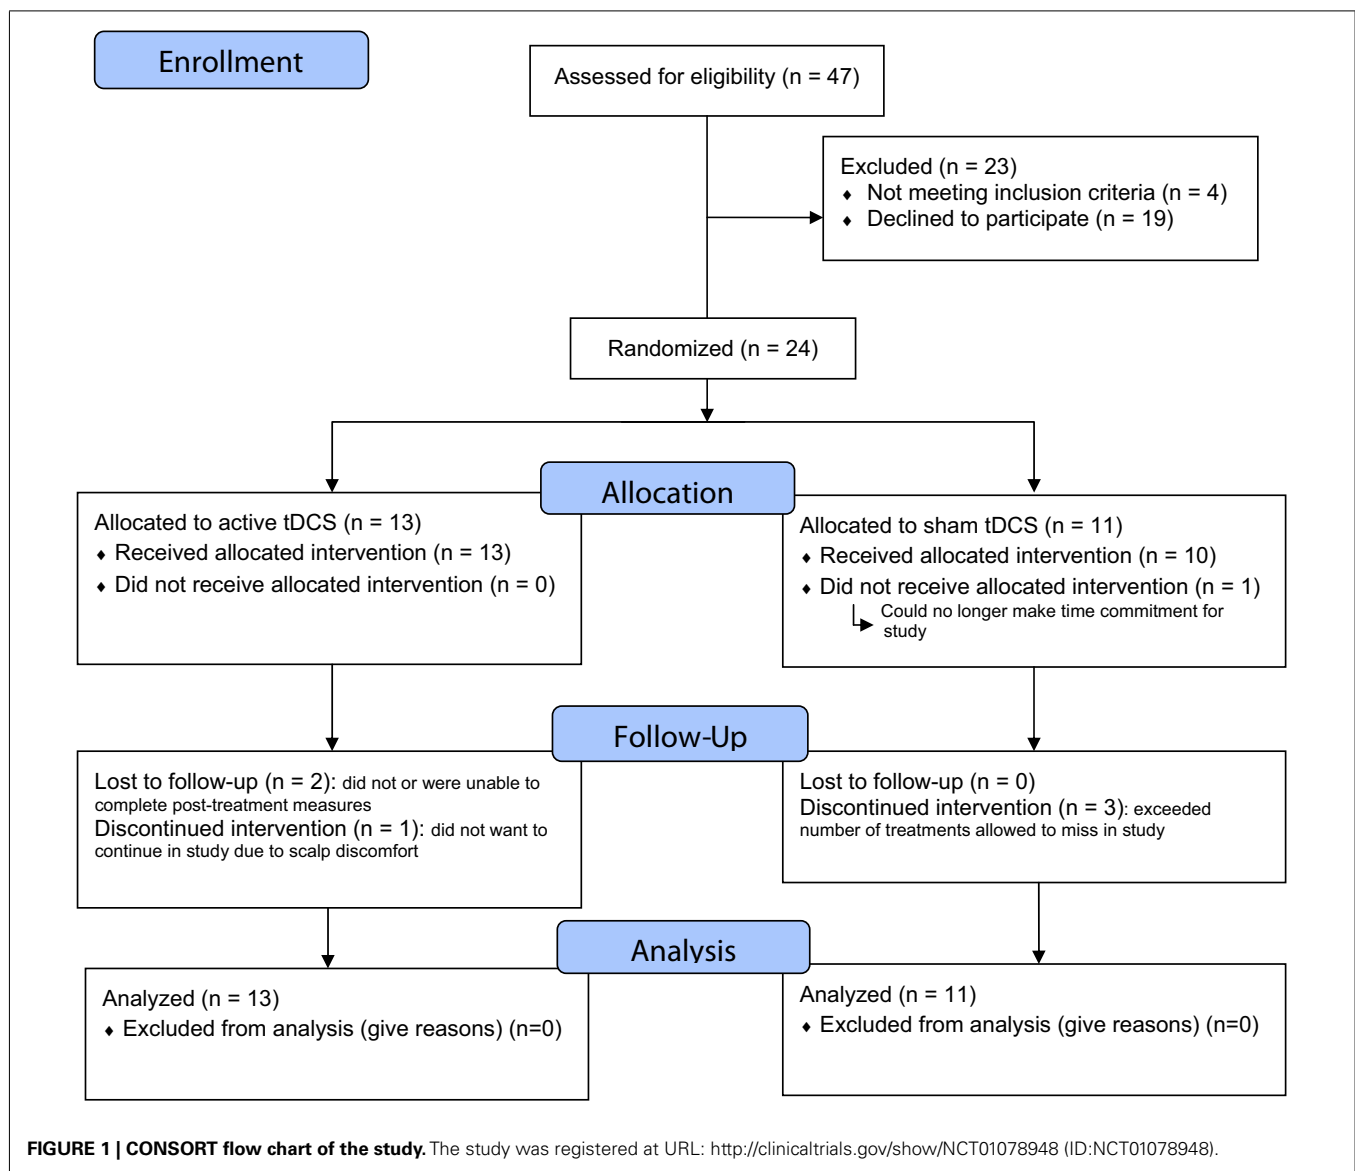 Enrollment
Assessed for eligibility (n = 47)
Excluded (n = 23)
♦ Not meeting inclusion criteria (n = 4)
♦ Declined to participate (n = 19)
Randomized (n = 24)
Allocation
Allocated to active tDCS (n = 13)
♦ Received allocated intervention (n = 13)
♦ Did not receive allocated intervention (n = 0)
Allocated to sham tDCS (n = 11)
♦ Received allocated intervention (n = 10)
♦ Did not receive allocated intervention (n = 1)
Could no longer make time commitment for
study
Follow-Up
Lost to follow-up (n = 2): did not or were unable to
complete post-treatment measures
Discontinued intervention (n = 1): did not want to
continue in study due to scalp discomfort
Lost to follow-up (n = 0)
Discontinued intervention (n = 3): exceeded
number of treatments allowed to miss in study
Analysis
Analyzed (n = 13)
♦ Excluded from analysis (give reasons) (n=0)
Analyzed (n = 11)
♦ Excluded from analysis (give reasons) (n=0)
FIGURE 1 | CONSORT flow chart of the study. The study was registered at URL: http://clinicaltrials.gov/show/NCT01078948 (ID:NCT01078948).